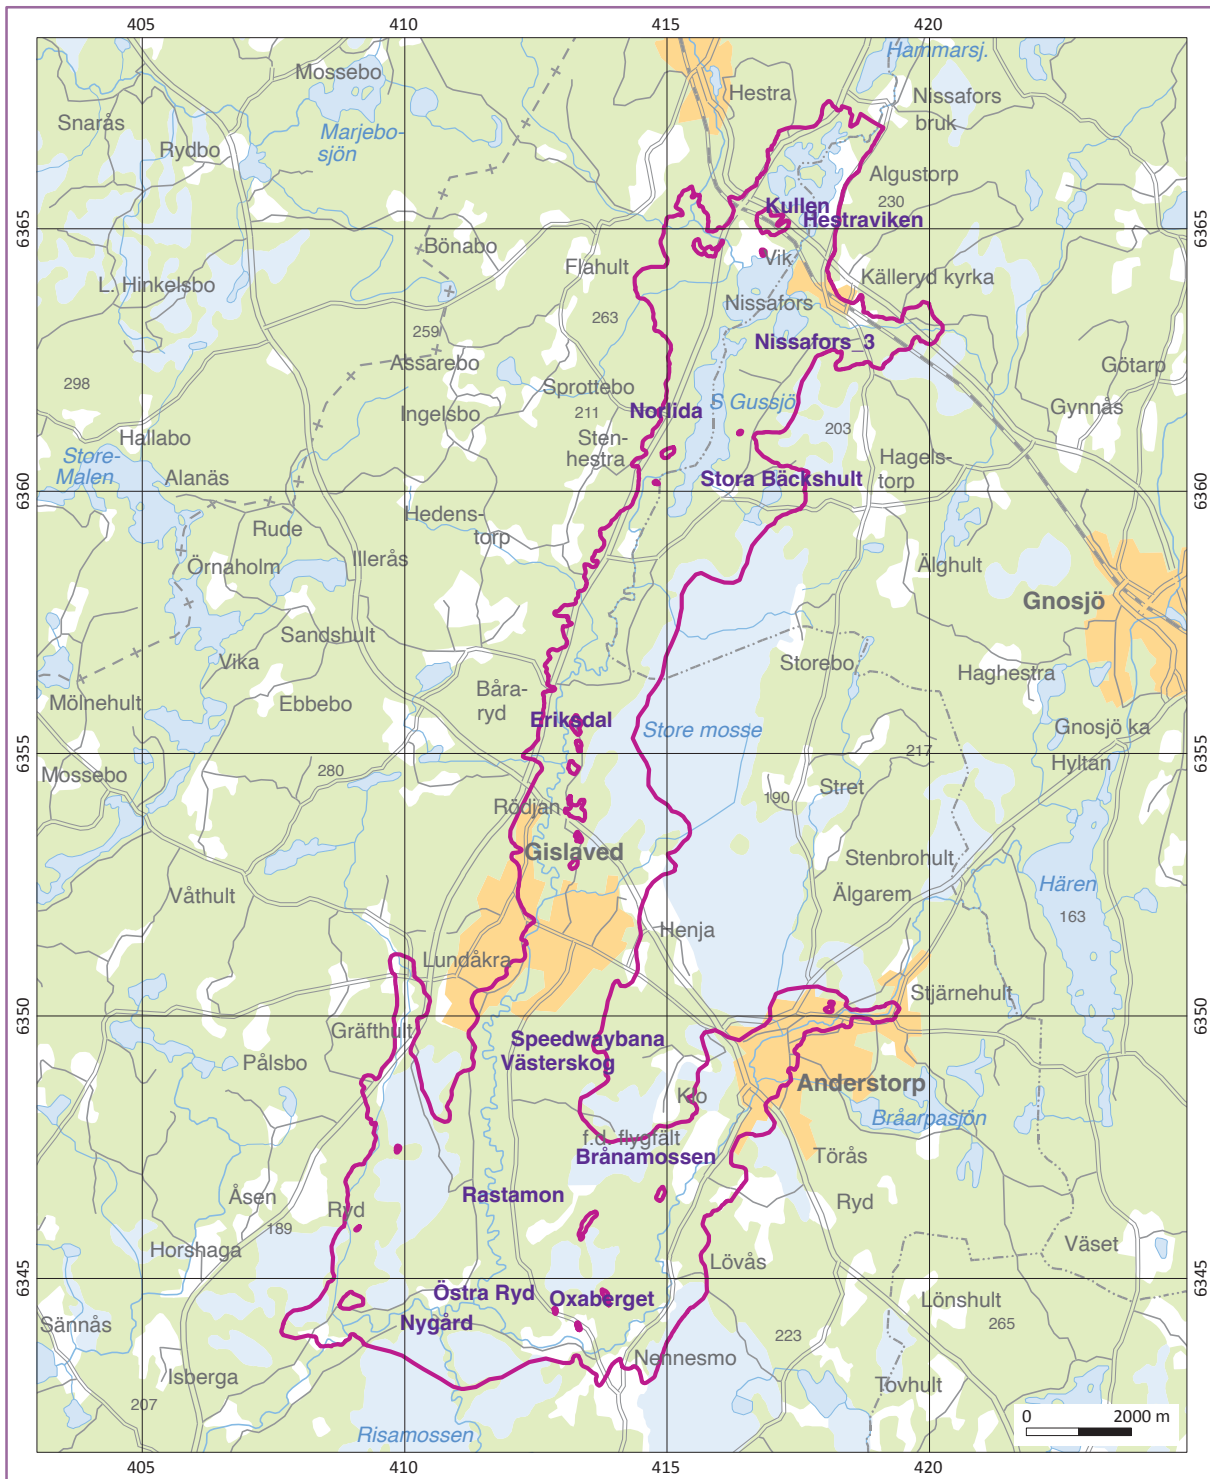 405
410
415
420
Hammarsj.
Mossebo
Hestra
Nissafors
bruk
Snarås
Marjebo-
sjön
Rydbo
Algustorp
230
Kullen
Hestraviken
6365
6365
Bönabo
Flahult
Vik
Källeryd kyrka
L. Hinkelsbo
Nissafors
263
259
Nissafors_3
Assarebo
Götarp
298
Sprottebo
S Gussjö
Norlida
211
Ingelsbo
Gynnås
Hallabo
Sten-
hestra
203
Store-
Malen
Hagels-
torp
Alanäs
Stora Bäckshult
6360
6360
Hedens-
torp
Rude
Illerås
Örnaholm
Älghult
Gnosjö
Sandshult
Vika
Storebo
Haghestra
Mölnehult
Ebbebo
Båra-
ryd
Eriksdal
Store mosse
Gnosjö ka
6355
6355
Mossebo
280
217
Hyltan
Stret
190
Rödjan
Gislaved
Stenbrohult
Älgarem
Hären
Våthult
163
Henja
Lundåkra
Stjärnehult
6350
6350
Gräfthult
Speedwaybana
Västerskog
Pålsbo
Anderstorp
Klo
Bråarpasjön
f.d. flygfält
Brånamossen
Törås
Åsen
Ryd
Rastamon
Ryd
189
Horshaga
Väset
Lövås
6345
6345
Östra Ryd
Oxaberget
Lönshult
Nygård
265
Sännås
223
Nennesmo
Isberga
Tovhult
207
Risamossen
0
2000 m
405
410
415
420